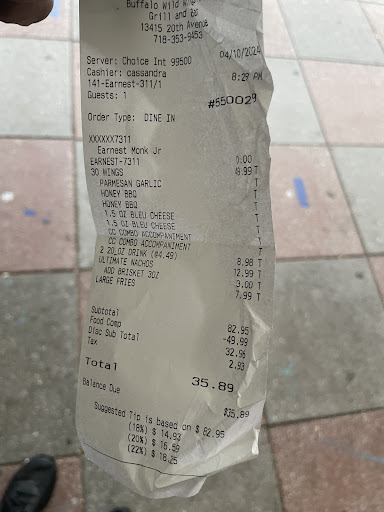 Buffalo Wild Wings
Grill and Bar
13415 20th Avenue
718-353-9453
Server: Choice Int 99500 04/10/2024
Cashier: cassandra 8:29 PM
141-Earnest-311/1
Guests: 1 #550029
Order Type: DINE IN
XXXXXX7311
Earnest Monk Jr
EARNEST-7311 0:00
30 WINGS 49.99 T
PARMESAN GARLIC T
HONEY BBQ T
HONEY BBQ T
1.5 OZ BLEU CHEESE T
1.5 OZ BLEU CHEESE T
CC COMBO ACCOMPANIMENT T
CC COMBO ACCOMPANIMENT T
2 20_OZ DRINK (@4.49) 8.98 T
ULTIMATE NACHOS 12.99 T
ADD BRISKET 3OZ 3.00 T
LARGE FRIES 7.99 T
Subtotal 82.95
Food Comp -49.99
Disc Sub Total 32.96
Tax 2.93
Total 35.89
Balance Due $35.89
Suggested Tip is based on $ 82.95
(18%) $ 14.93
(20%) $ 16.59
(22%) $ 18.25